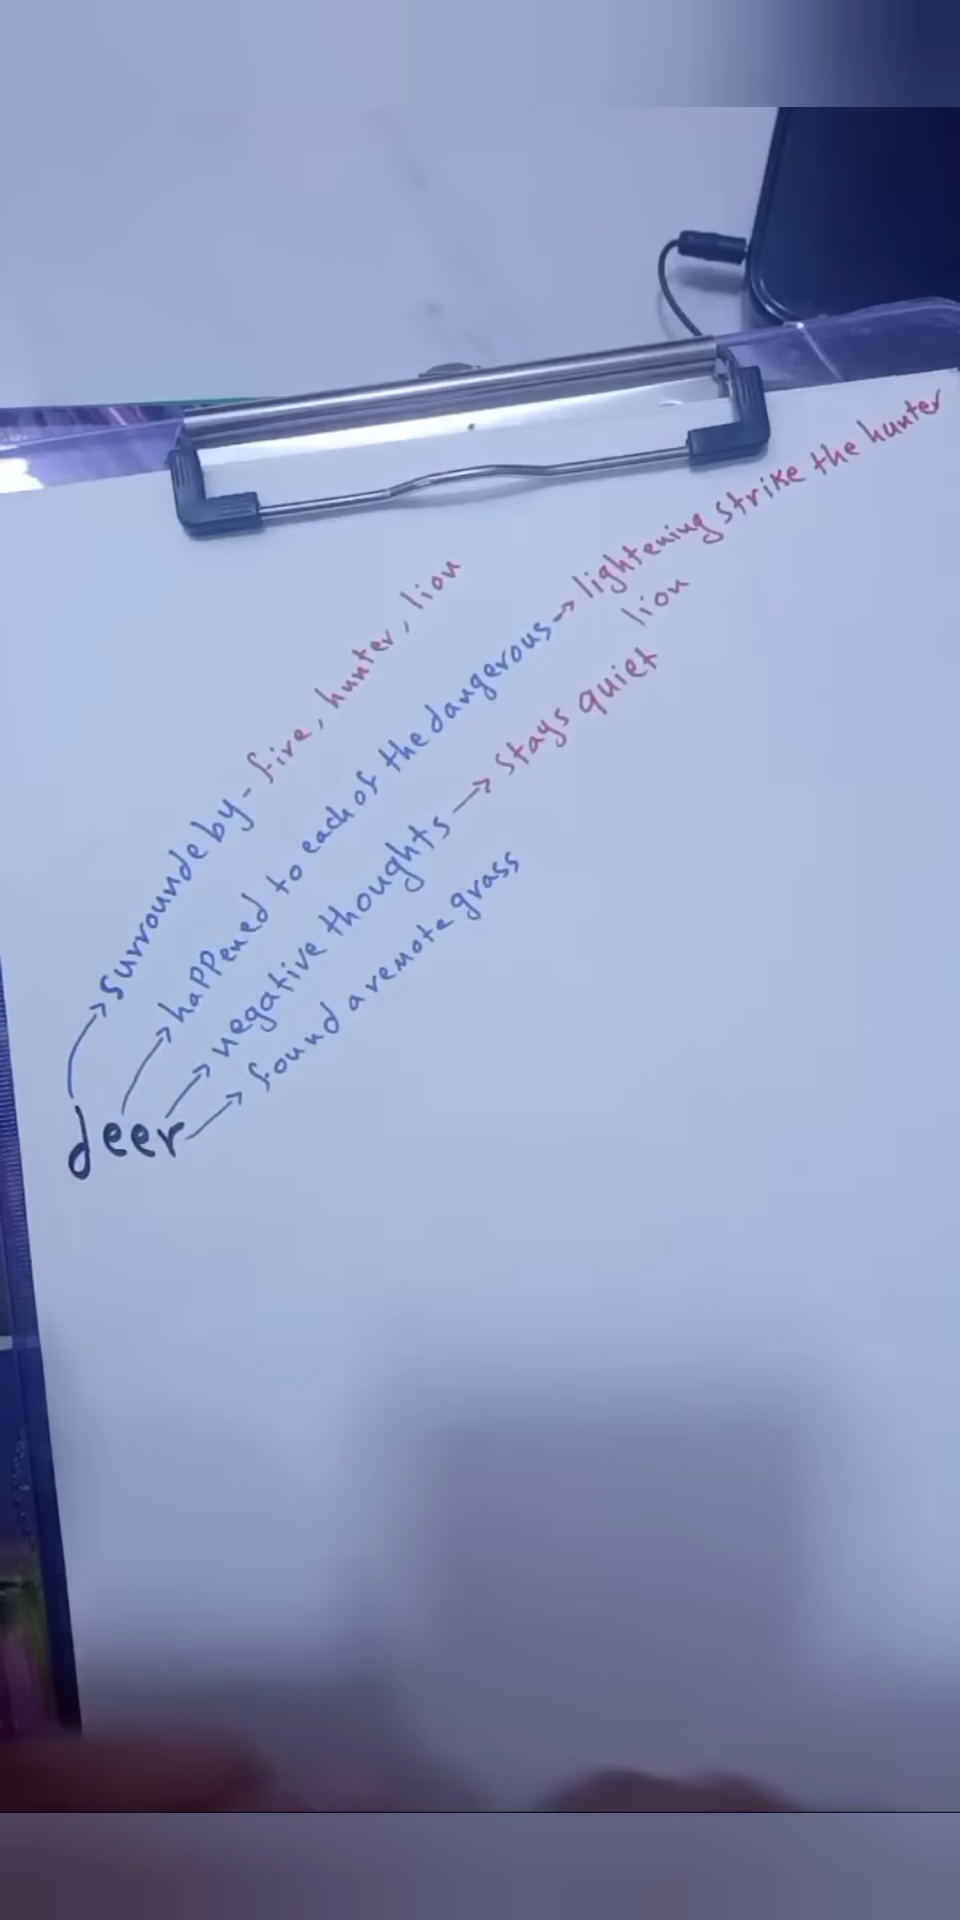 surrounde by - fire, hunter, lion
happened to each of the dangerous -> lightening strike the hunter
lion
negative thoughts -> stays quiet
found a remote grass
deer